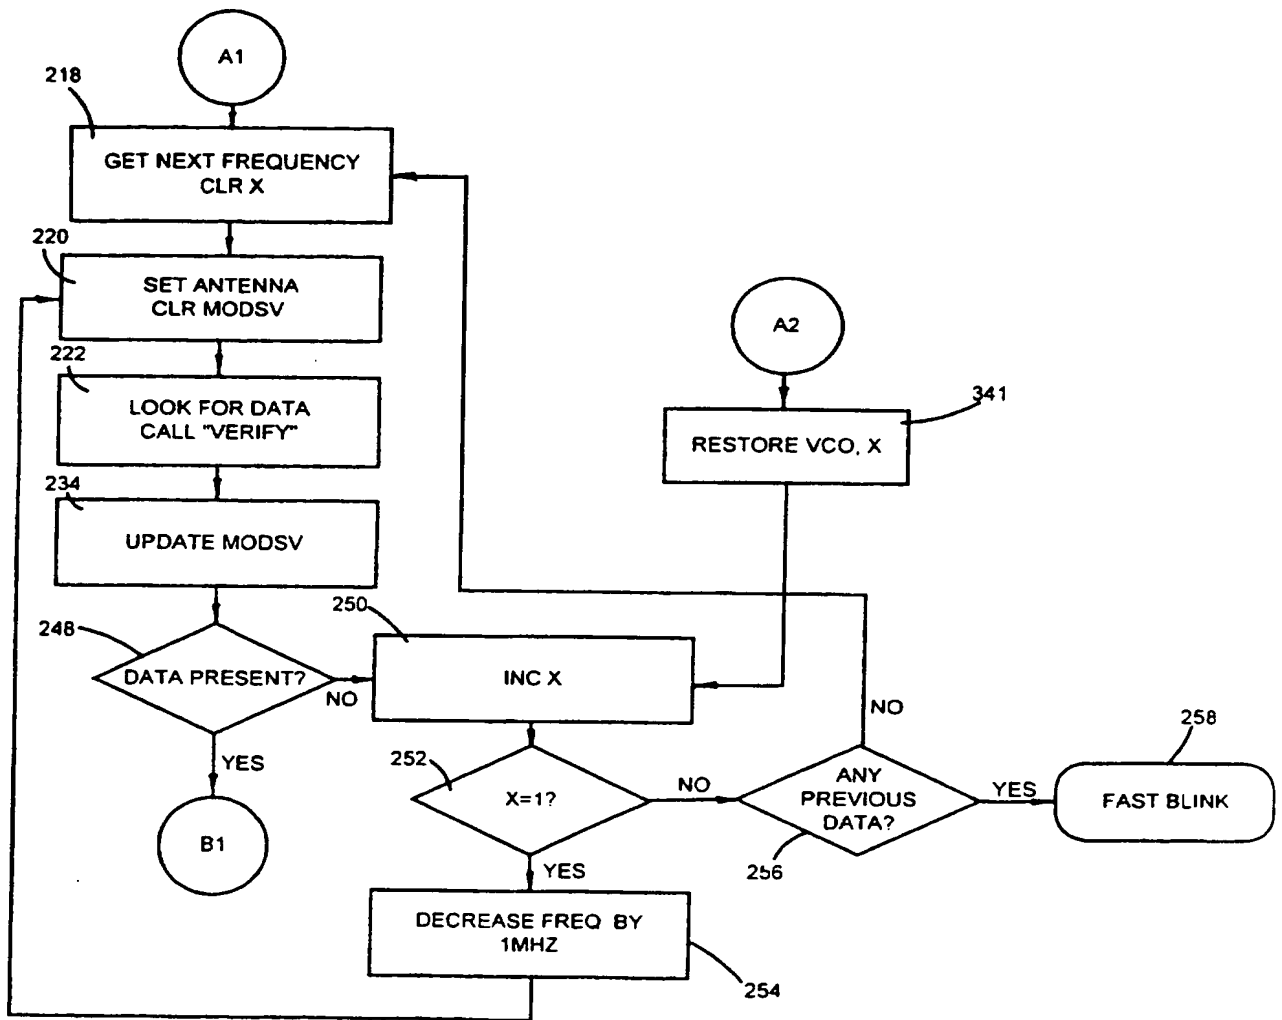 A1
218
GET NEXT FREQUENCY
CLR X
220
SET ANTENNA
CLR MODSV
222
LOOK FOR DATA
CALL "VERIFY"
234
UPDATE MODSV
248
DATA PRESENT?
NO
YES
B1
A2
341
RESTORE VCO, X
250
INC X
252
X=1?
NO
YES
DECREASE FREQ BY
1MHZ
254
ANY
PREVIOUS
DATA?
256
NO
YES
258
FAST BLINK